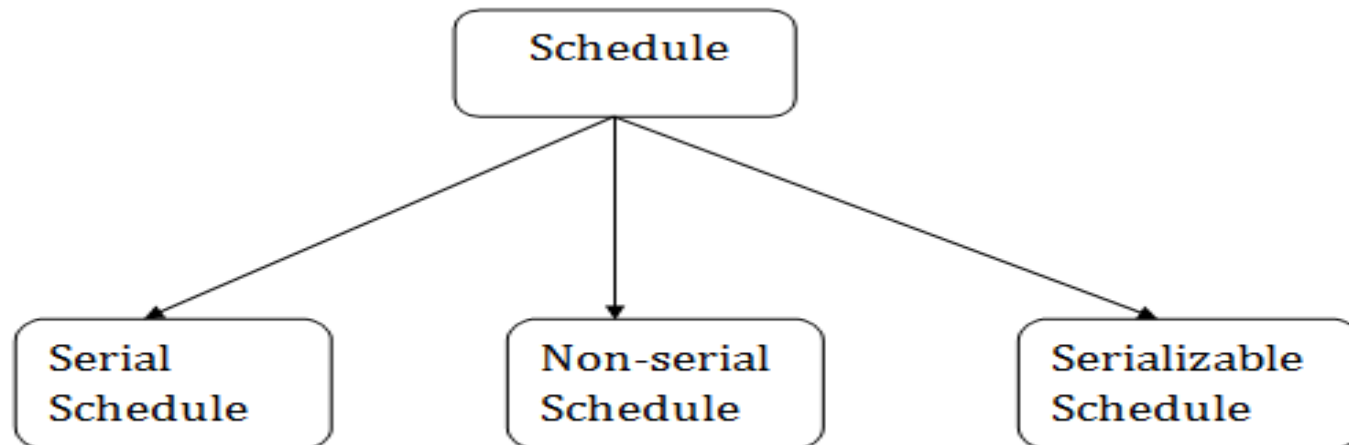 Schedule
Serial
Schedule
Non-serial
Schedule
Serializable
Schedule